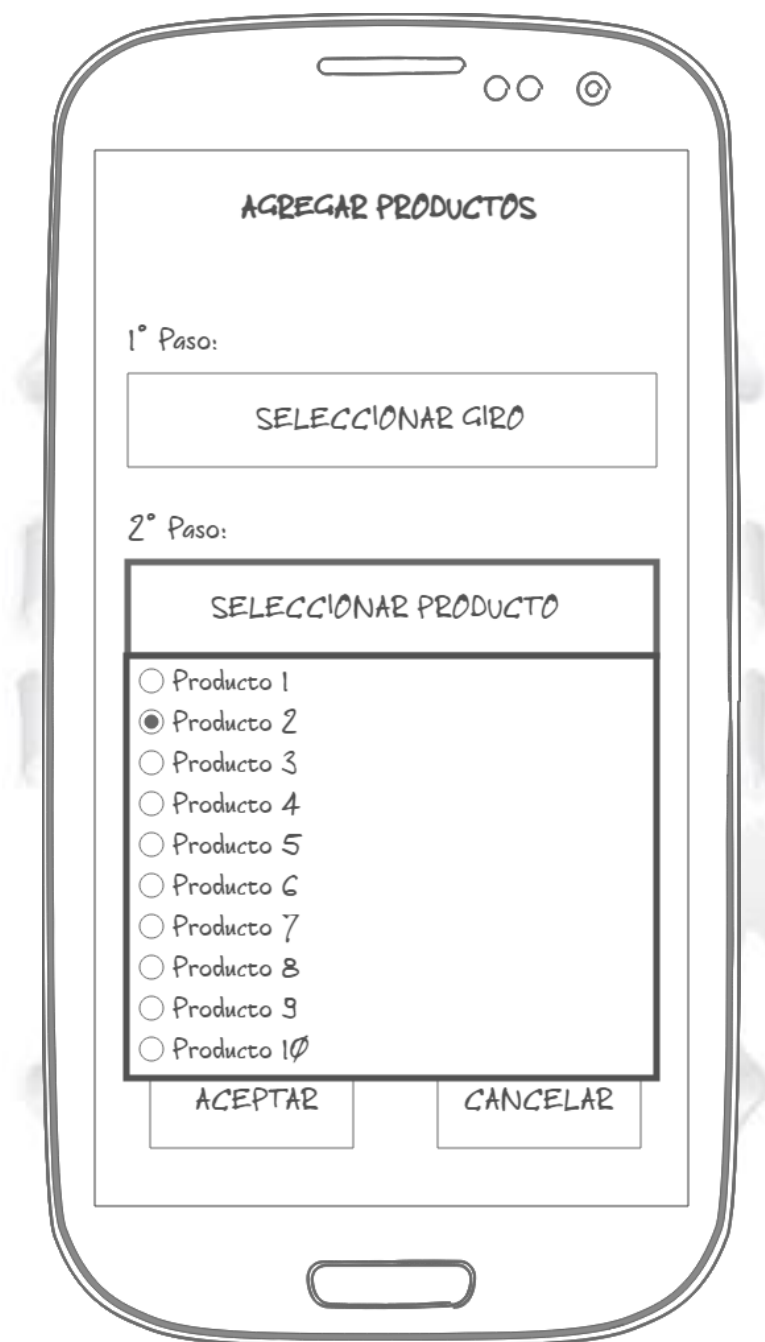 AGREGAR PRODUCTOS
1° Paso:
SELECCIONAR GIRO
2° Paso:
SELECCIONAR PRODUCTO
Producto 1
Producto 2
Producto 3
Producto 4
Producto 5
Producto 6
Producto 7
Producto 8
Producto 9
Producto 10
ACEPTAR CANCELAR